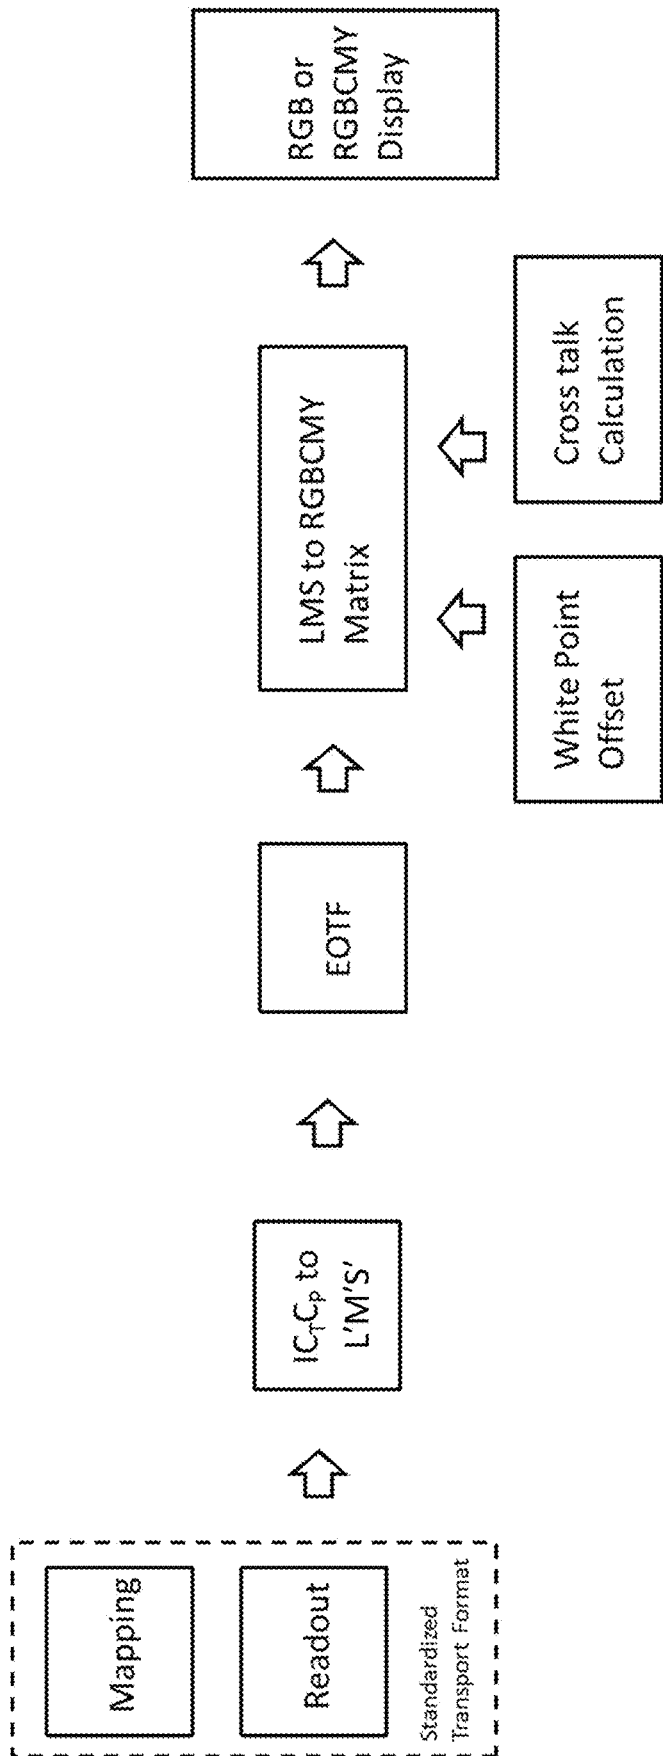 Mapping
Readout
Standardized
Transport Format
ICTCP to
L'M'S'
EOTF
LMS to RGBCMY
Matrix
White Point
Offset
Cross talk
Calculation
RGB or
RGBCMY
Display